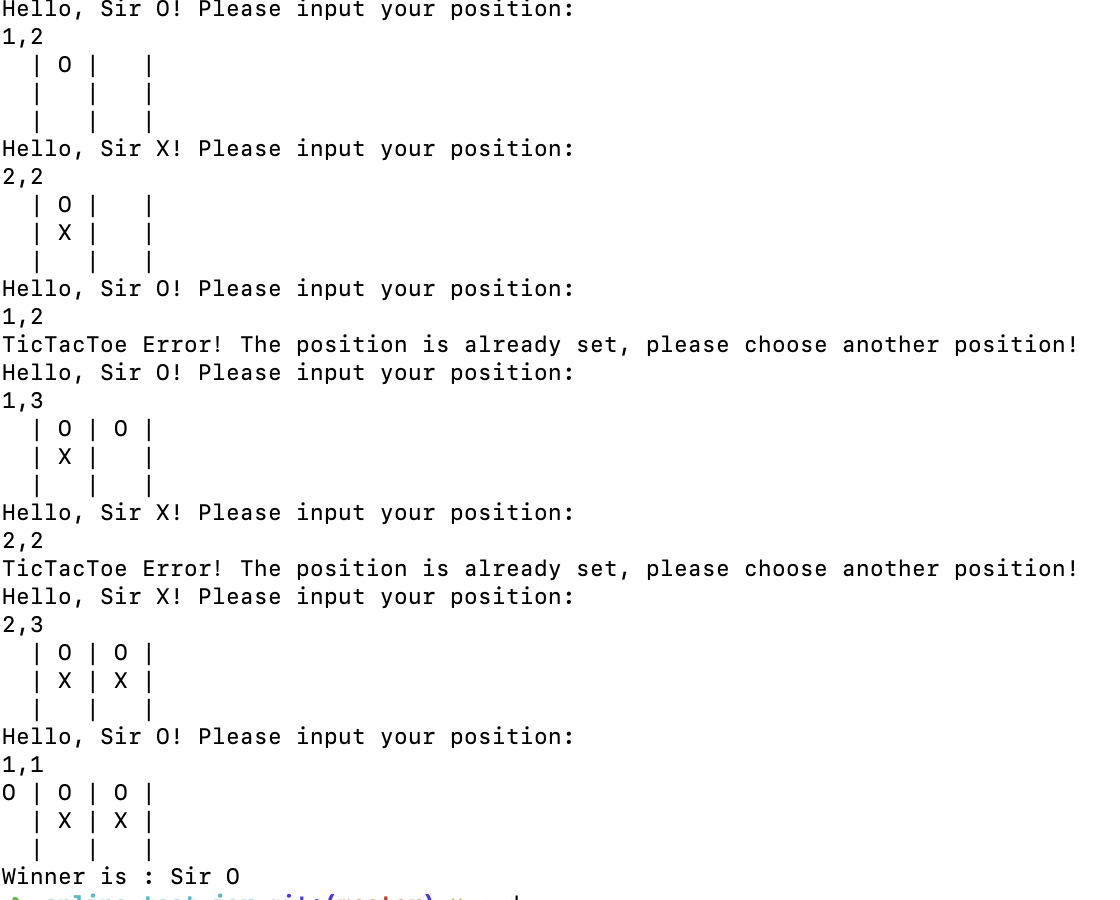 Hello, Sir O! Please input your position:
1,2
  | O |   |
  |   |   |
  |   |   |
Hello, Sir X! Please input your position:
2,2
  | O |   |
  | X |   |
  |   |   |
Hello, Sir O! Please input your position:
1,2
TicTacToe Error! The position is already set, please choose another position!
Hello, Sir O! Please input your position:
1,3
  | O | O |
  | X |   |
  |   |   |
Hello, Sir X! Please input your position:
2,2
TicTacToe Error! The position is already set, please choose another position!
Hello, Sir X! Please input your position:
2,3
  | O | O |
  | X | X |
  |   |   |
Hello, Sir O! Please input your position:
1,1
O | O | O |
  | X | X |
  |   |   |
Winner is : Sir O